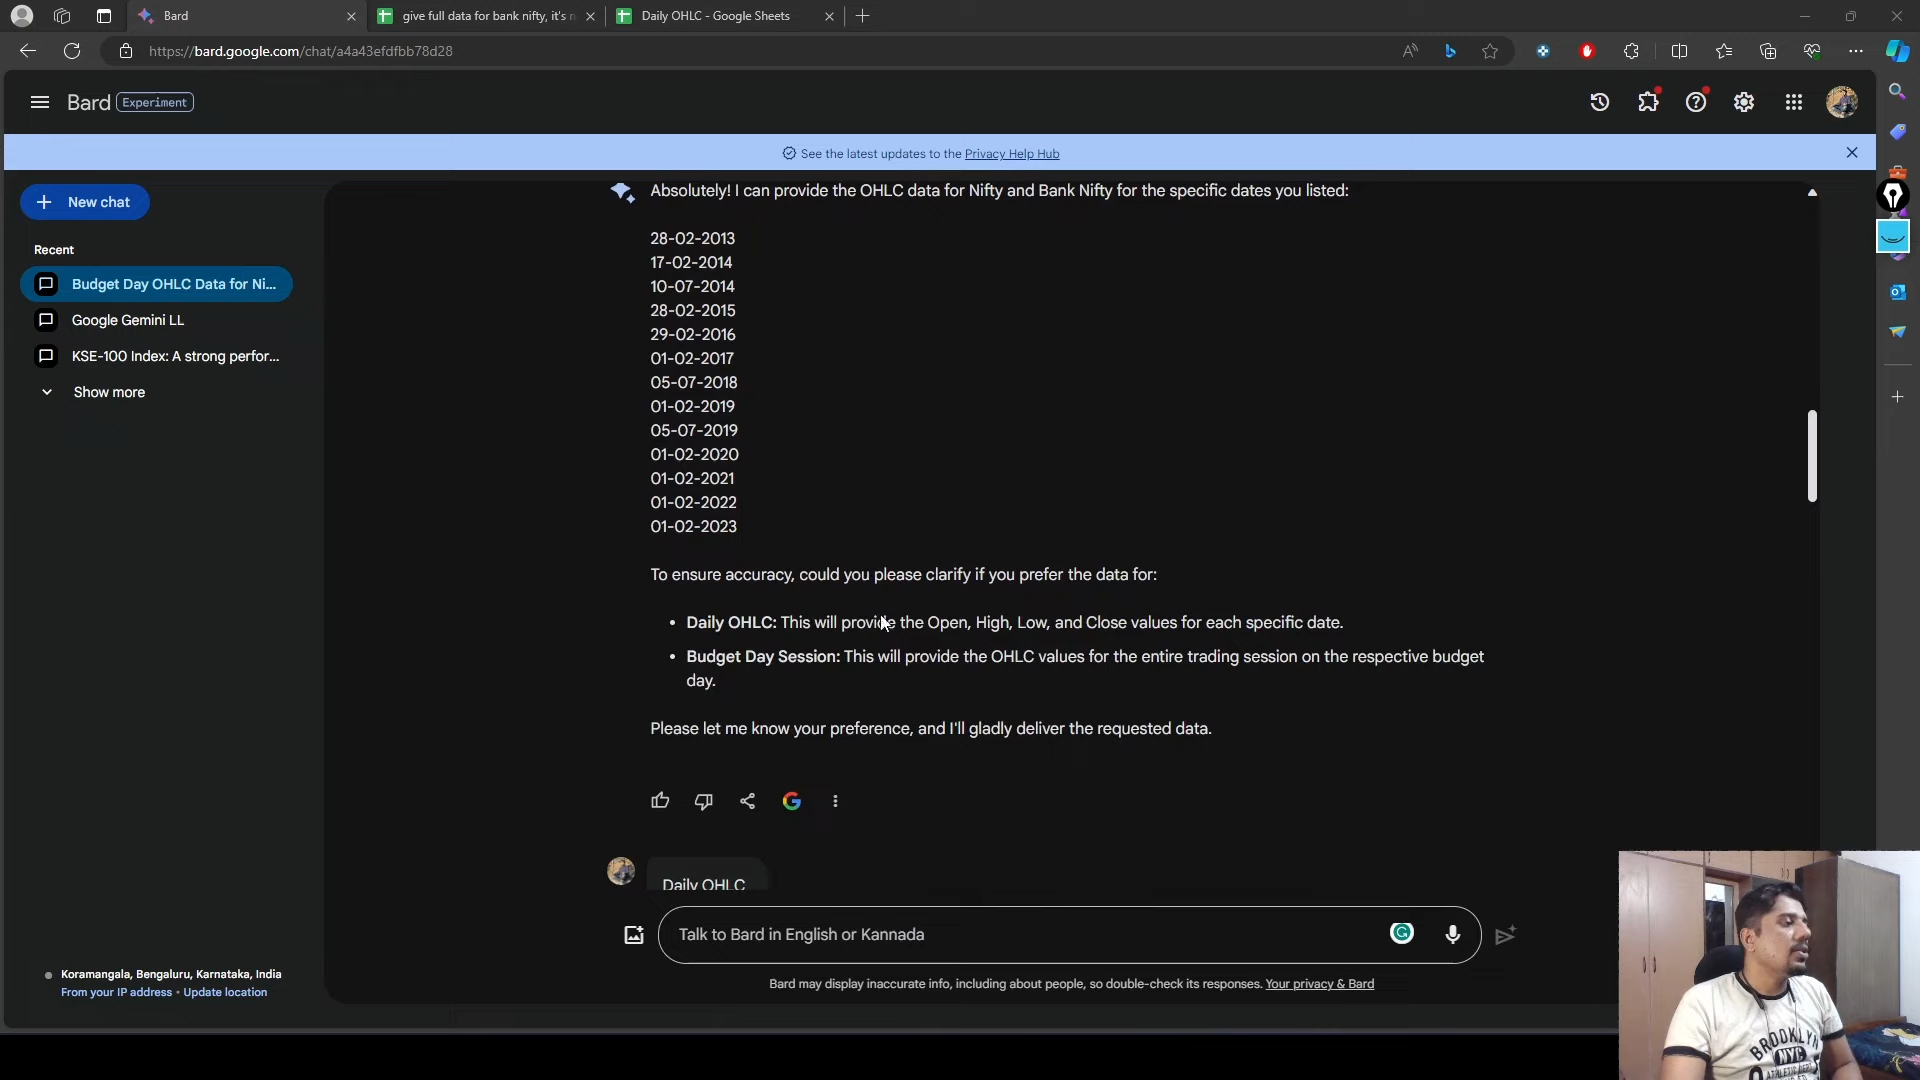 Bard
give full data for bank nifty, it's n
Daily OHLC - Google Sheets
https://bard.google.com/chat/a4a43efdfbb78d28
Bard Experiment
See the latest updates to the Privacy Help Hub
New chat
Recent
Budget Day OHLC Data for Ni...
Google Gemini LL
KSE-100 Index: A strong perfor...
Show more
Absolutely! I can provide the OHLC data for Nifty and Bank Nifty for the specific dates you listed:
28-02-2013
17-02-2014
10-07-2014
28-02-2015
29-02-2016
01-02-2017
05-07-2018
01-02-2019
05-07-2019
01-02-2020
01-02-2021
01-02-2022
01-02-2023
To ensure accuracy, could you please clarify if you prefer the data for:
• Daily OHLC: This will provide the Open, High, Low, and Close values for each specific date.
• Budget Day Session: This will provide the OHLC values for the entire trading session on the respective budget
day.
Please let me know your preference, and I'll gladly deliver the requested data.
Daily OHLC
Talk to Bard in English or Kannada
Bard may display inaccurate info, including about people, so double-check its responses. Your privacy & Bard
Koramangala, Bengaluru, Karnataka, India
From your IP address • Update location
BROOKLYN
NYC